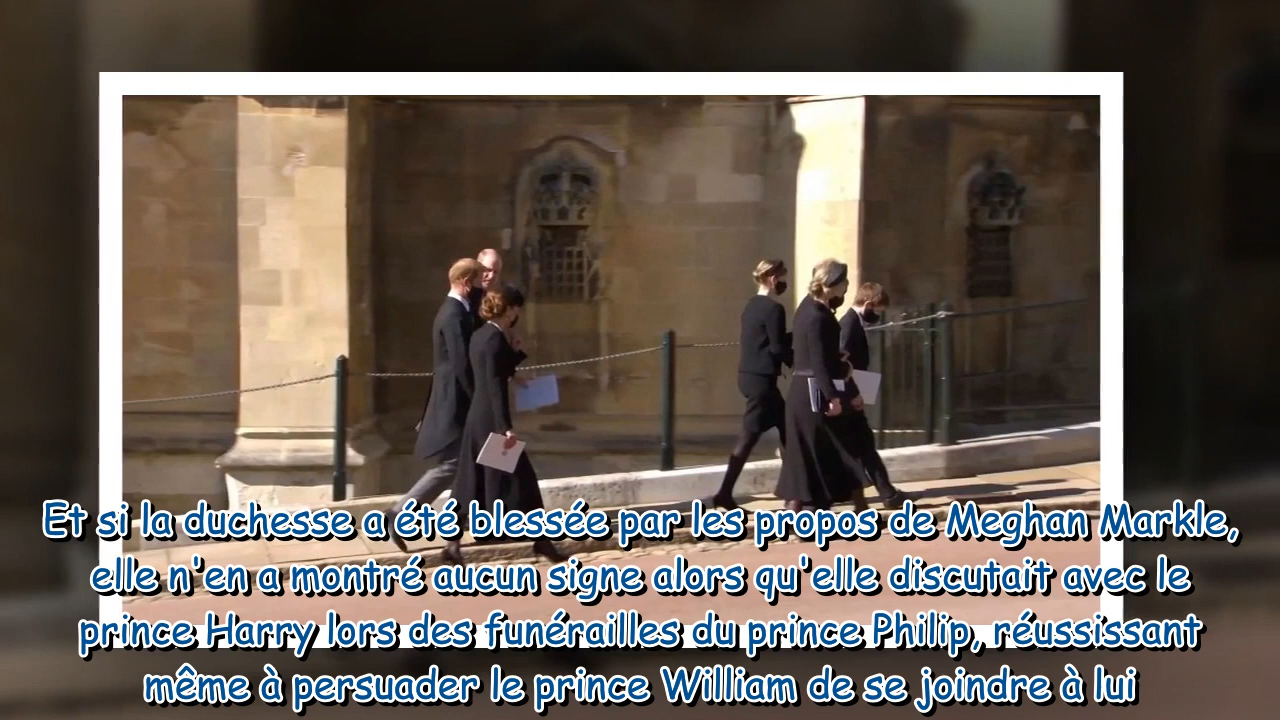 Et si la duchesse a été blessée par les propos de Meghan Markle,
elle n'en a montré aucun signe alors qu'elle discutait avec le
prince Harry lors des funérailles du prince Philip, réussissant
même à persuader le prince William de se joindre à lui